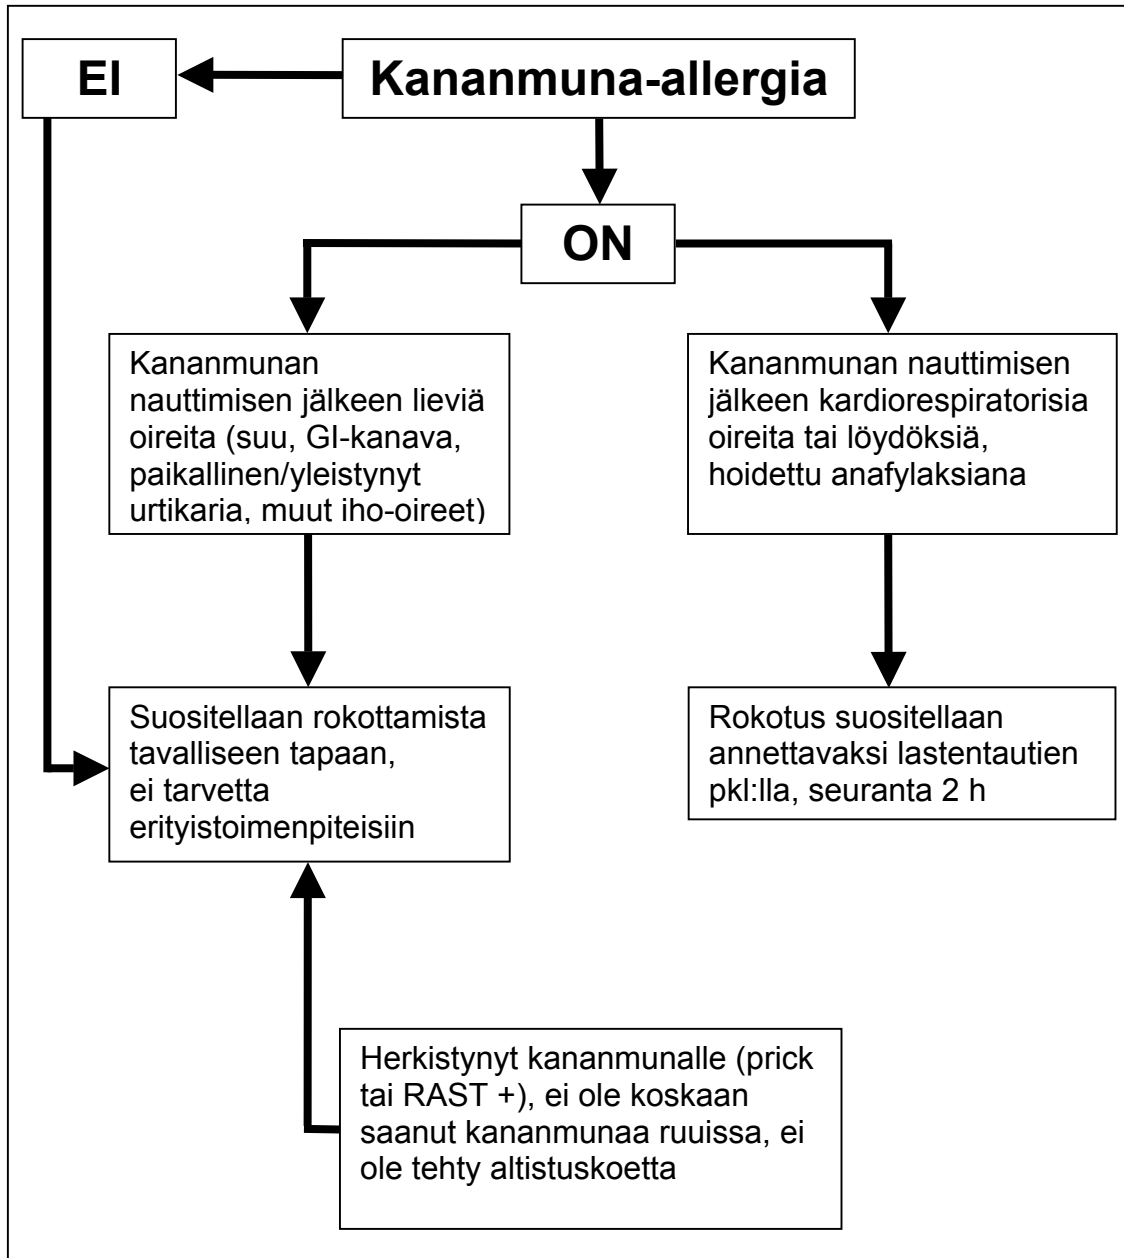 EI
Kananmuna-allergia
ON
Kananmunan
nauttimisen jälkeen lieviä
oireita (suu, GI-kanava,
paikallinen/yleistynyt
urtikaria, muut iho-oireet)
Kananmunan nauttimisen
jälkeen kardiorespiratorisia
oireita tai löydöksiä,
hoidettu anafylaksiana
Suositellaan rokottamista
tavalliseen tapaan,
ei tarvetta
erityistoimenpiteisiin
Rokotus suositellaan
annettavaksi lastentautien
pkl:lla, seuranta 2 h
Herkistynyt kananmunalle (prick
tai RAST +), ei ole koskaan
saanut kananmunaa ruuissa, ei
ole tehty altistuskoetta